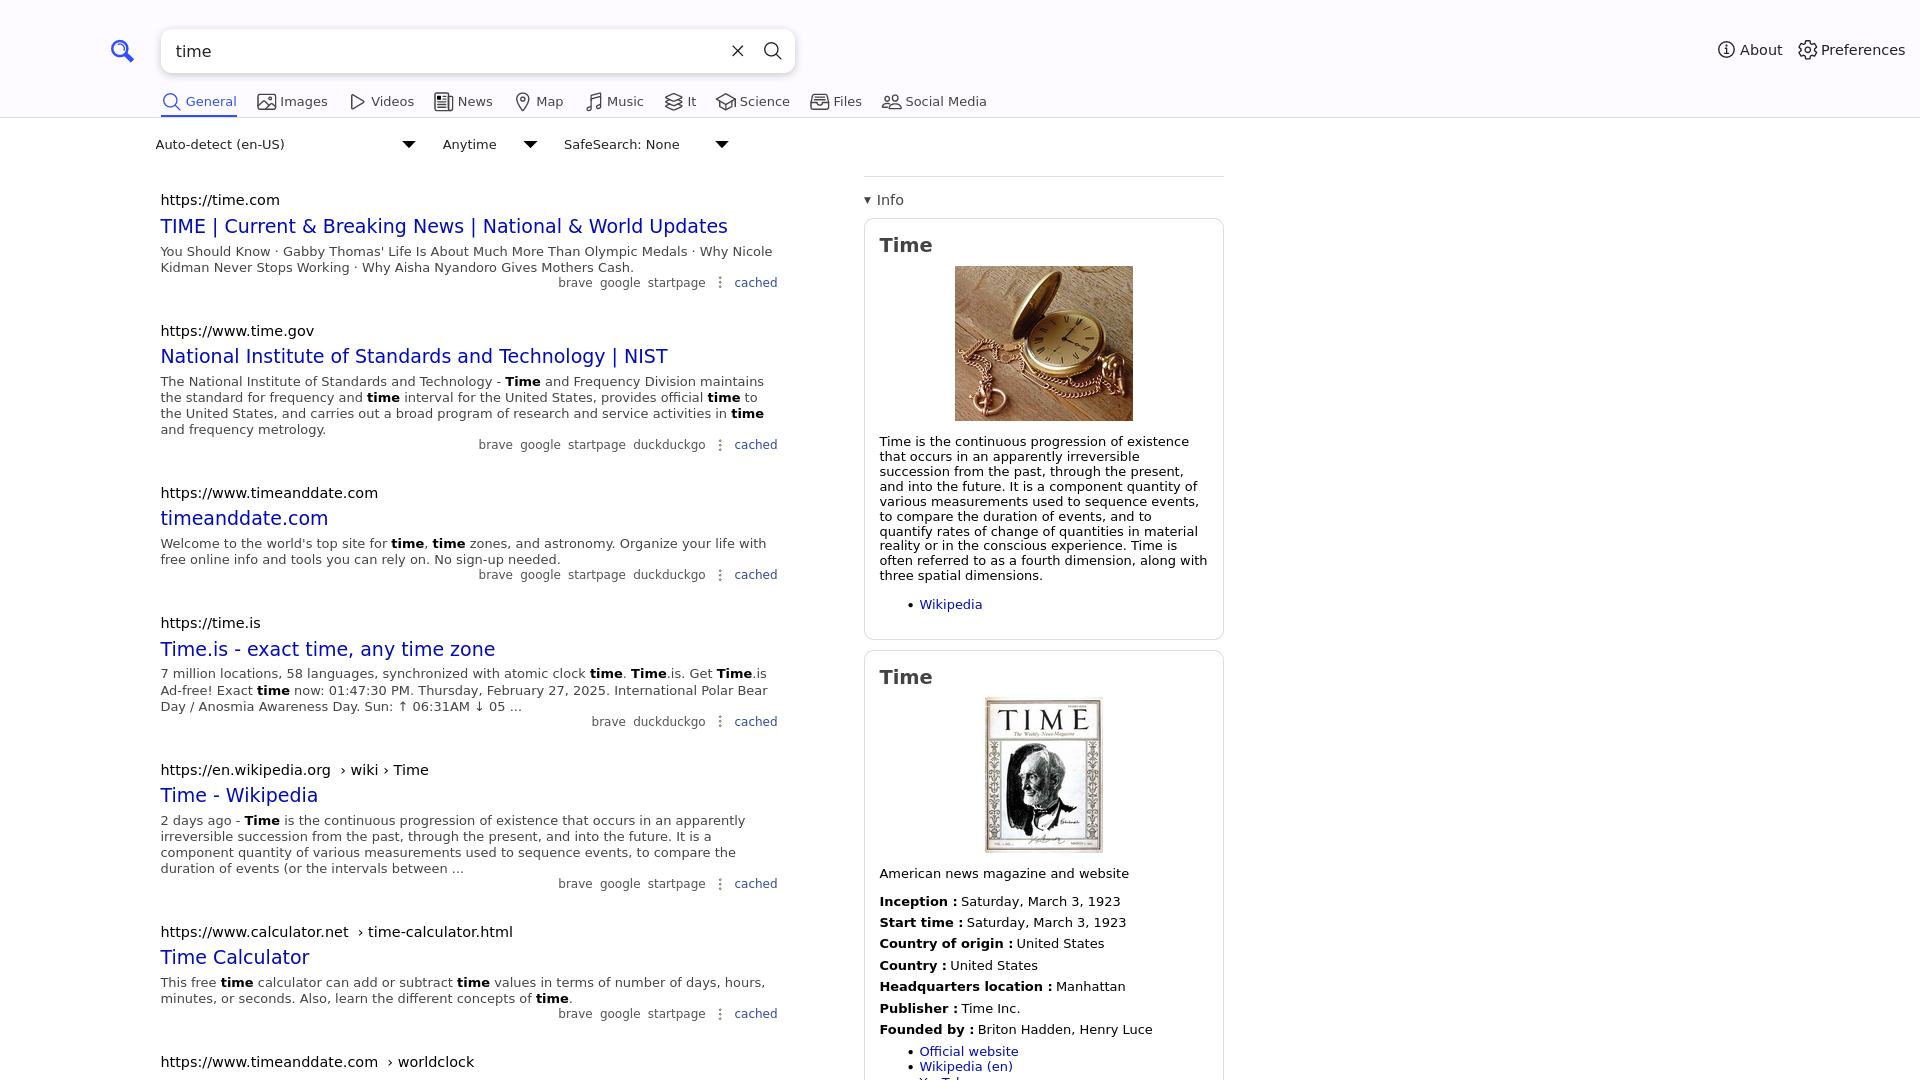 time
About
Preferences
General
Images
Videos
News
Map
Music
It
Science
Files
Social Media
Auto-detect (en-US)
Anytime
SafeSearch: None
https://time.com
TIME | Current & Breaking News | National & World Updates
You Should Know · Gabby Thomas' Life Is About Much More Than Olympic Medals · Why Nicole
Kidman Never Stops Working · Why Aisha Nyandoro Gives Mothers Cash.
brave google startpage cached
https://www.time.gov
National Institute of Standards and Technology | NIST
The National Institute of Standards and Technology - Time and Frequency Division maintains
the standard for frequency and time interval for the United States, provides official time to
the United States, and carries out a broad program of research and service activities in time
and frequency metrology.
brave google startpage duckduckgo cached
https://www.timeanddate.com
timeanddate.com
Welcome to the world's top site for time, time zones, and astronomy. Organize your life with
free online info and tools you can rely on. No sign-up needed.
brave google startpage duckduckgo cached
https://time.is
Time.is - exact time, any time zone
7 million locations, 58 languages, synchronized with atomic clock time. Time.is. Get Time.is
Ad-free! Exact time now: 01:47:30 PM. Thursday, February 27, 2025. International Polar Bear
Day / Anosmia Awareness Day. Sun: ↑ 06:31AM ↓ 05 ...
brave duckduckgo cached
https://en.wikipedia.org › wiki › Time
Time - Wikipedia
2 days ago - Time is the continuous progression of existence that occurs in an apparently
irreversible succession from the past, through the present, and into the future. It is a
component quantity of various measurements used to sequence events, to compare the
duration of events (or the intervals between ...
brave google startpage cached
https://www.calculator.net › time-calculator.html
Time Calculator
This free time calculator can add or subtract time values in terms of number of days, hours,
minutes, or seconds. Also, learn the different concepts of time.
brave google startpage cached
https://www.timeanddate.com › worldclock
▾ Info
Time
Time is the continuous progression of existence
that occurs in an apparently irreversible
succession from the past, through the present,
and into the future. It is a component quantity of
various measurements used to sequence events,
to compare the duration of events, and to
quantify rates of change of quantities in material
reality or in the conscious experience. Time is
often referred to as a fourth dimension, along with
three spatial dimensions.
• Wikipedia
Time
TIME
The Weekly News-Magazine
American news magazine and website
Inception : Saturday, March 3, 1923
Start time : Saturday, March 3, 1923
Country of origin : United States
Country : United States
Headquarters location : Manhattan
Publisher : Time Inc.
Founded by : Briton Hadden, Henry Luce
• Official website
• Wikipedia (en)